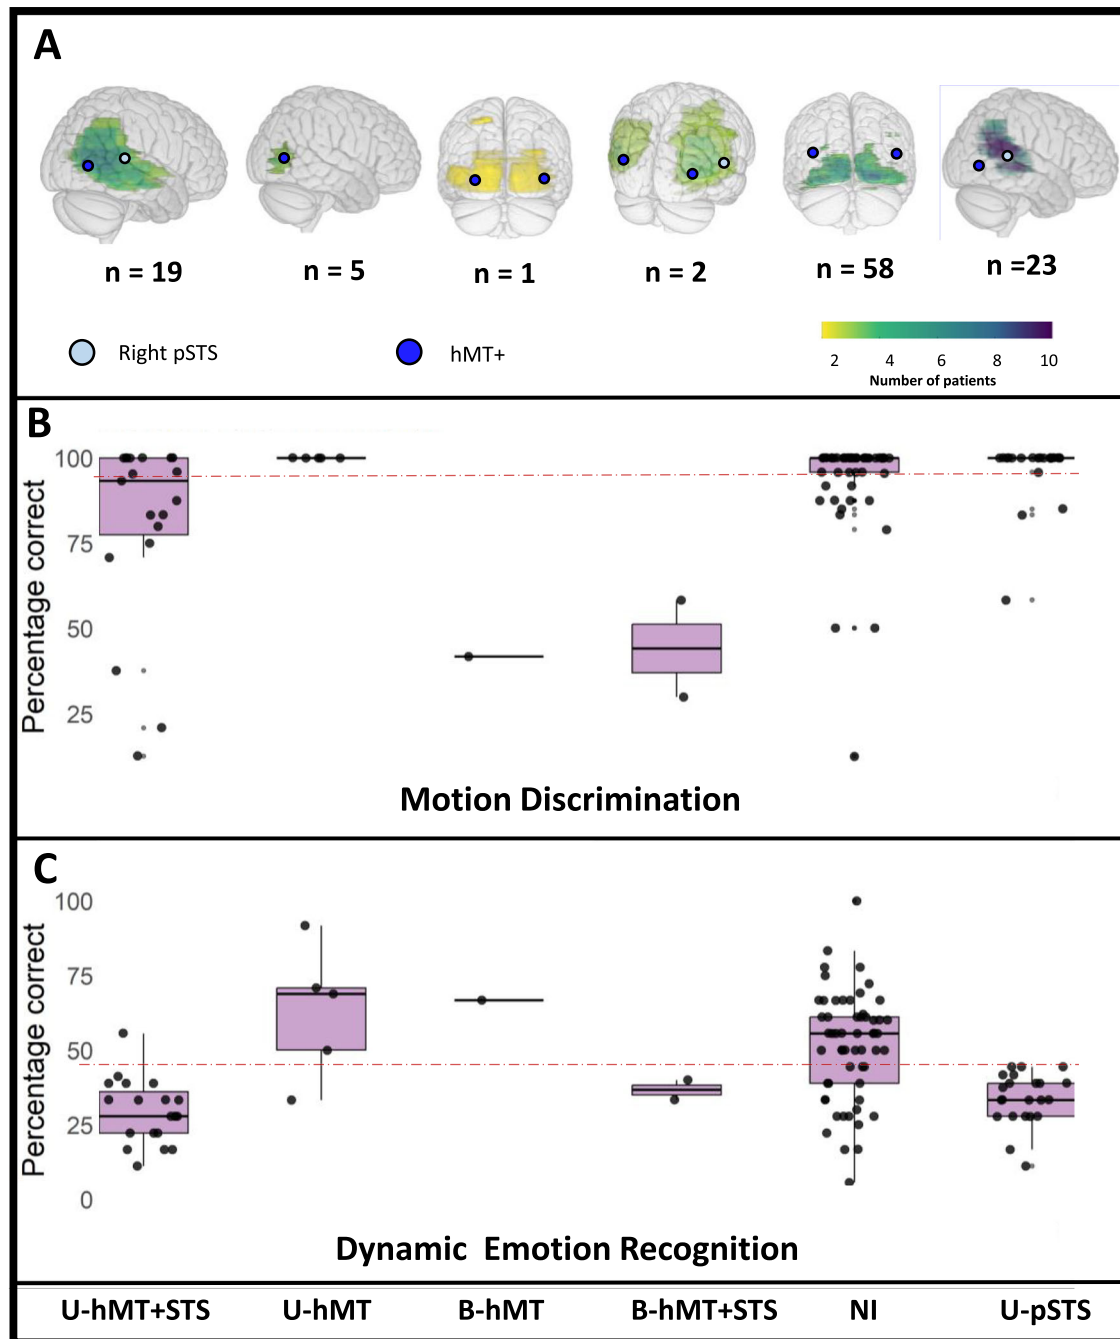 A
n = 19
n = 5
n = 1
n = 2
n = 58
n =23
Right pSTS
hMT+
2 4 6 8 10
Number of patients
B
Percentage correct
100
75
50
25
Motion Discrimination
C
Percentage correct
100
75
50
25
0
Dynamic Emotion Recognition
U-hMT+STS
U-hMT
B-hMT
B-hMT+STS
NI
U-pSTS